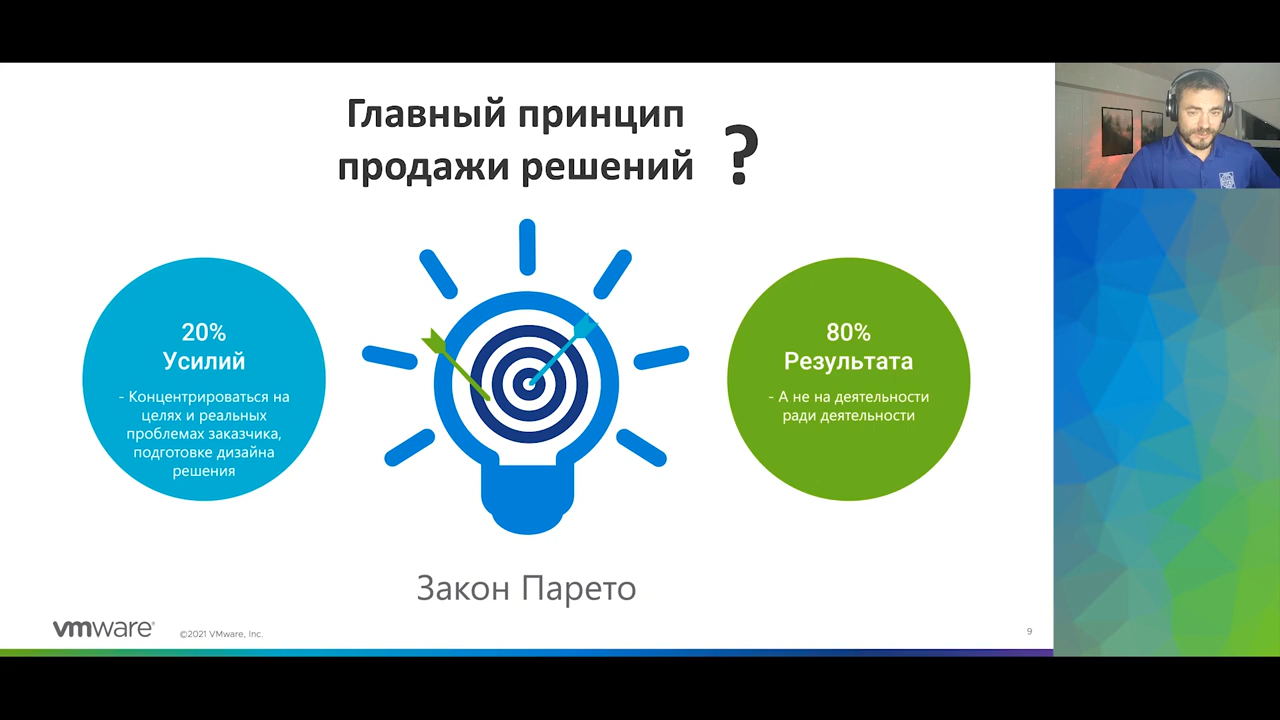 Главный принцип
продажи решений
?
20%
Усилий
- Концентрироваться на
целях и реальных
проблемах заказчика,
подготовке дизайна
решения
80%
Результата
- А не на деятельности
ради деятельности
Закон Парето
vmware®
©2021 VMware, Inc.
9